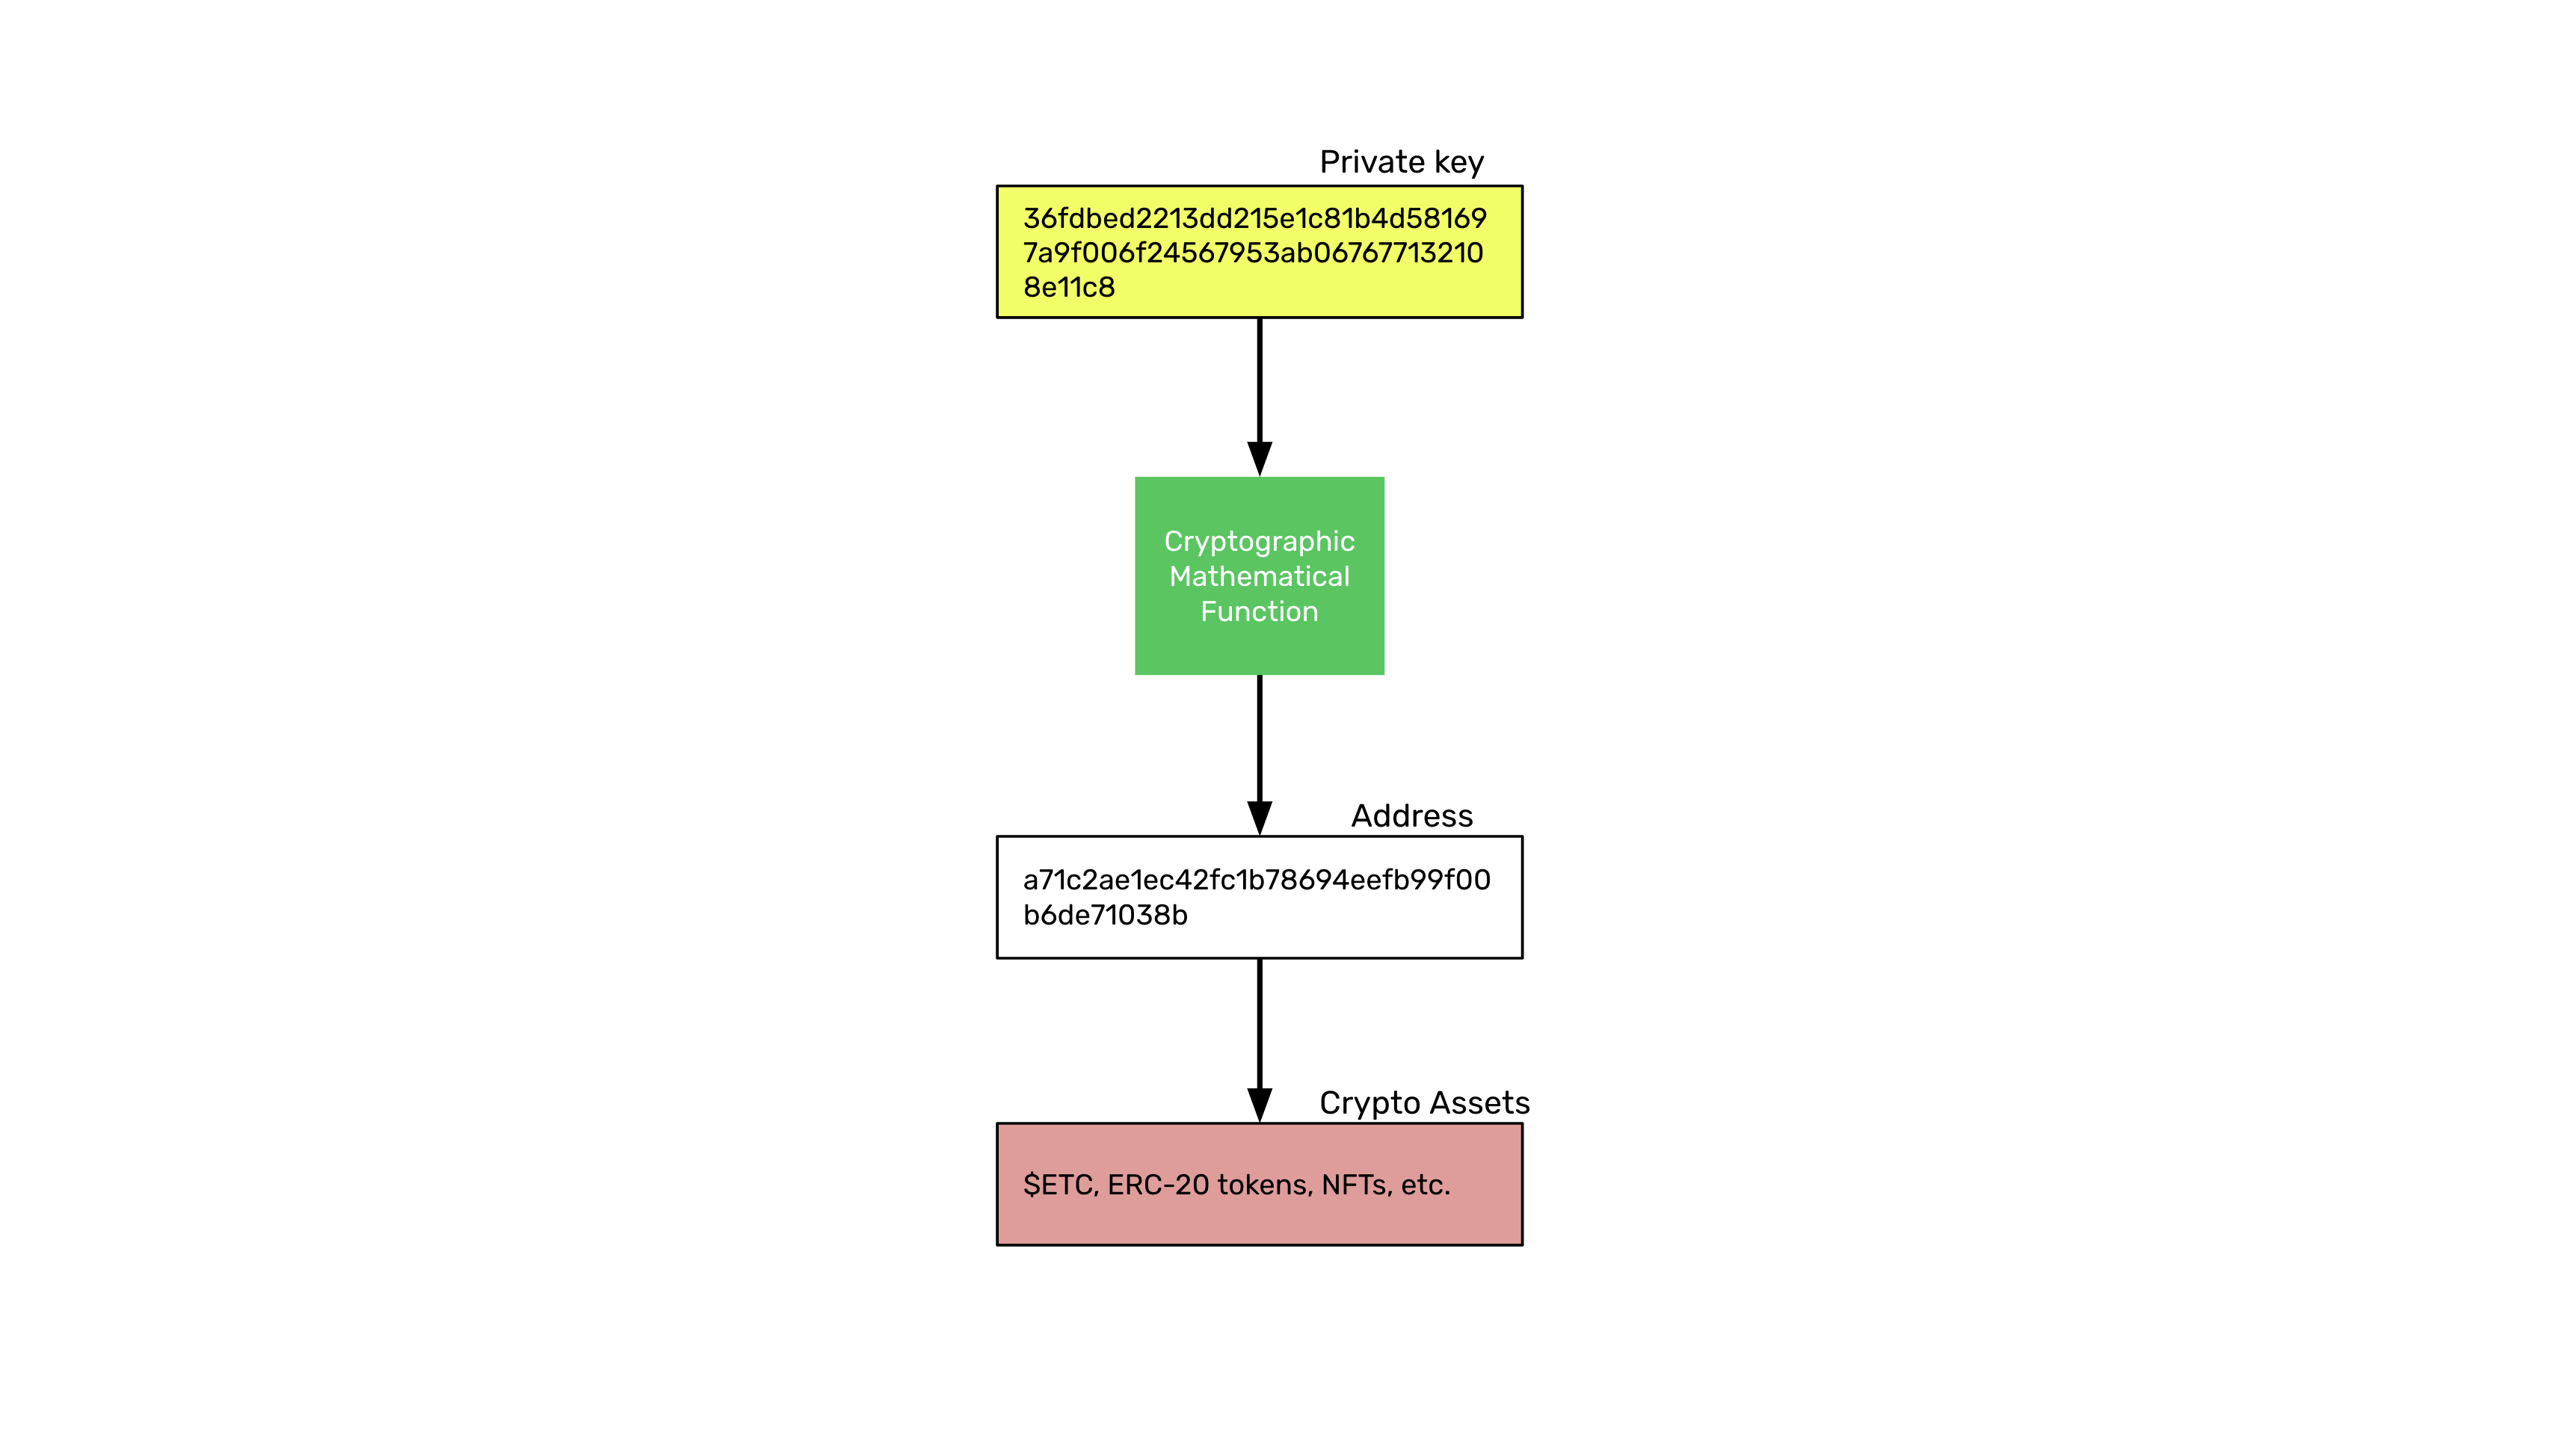 Private key
36fdbed2213dd215e1c81b4d58169
7a9f006f24567953ab06767713210
8e11c8
Cryptographic
Mathematical
Function
Address
a71c2ae1ec42fc1b78694eefb99f00
b6de71038b
Crypto Assets
$ETC, ERC-20 tokens, NFTs, etc.